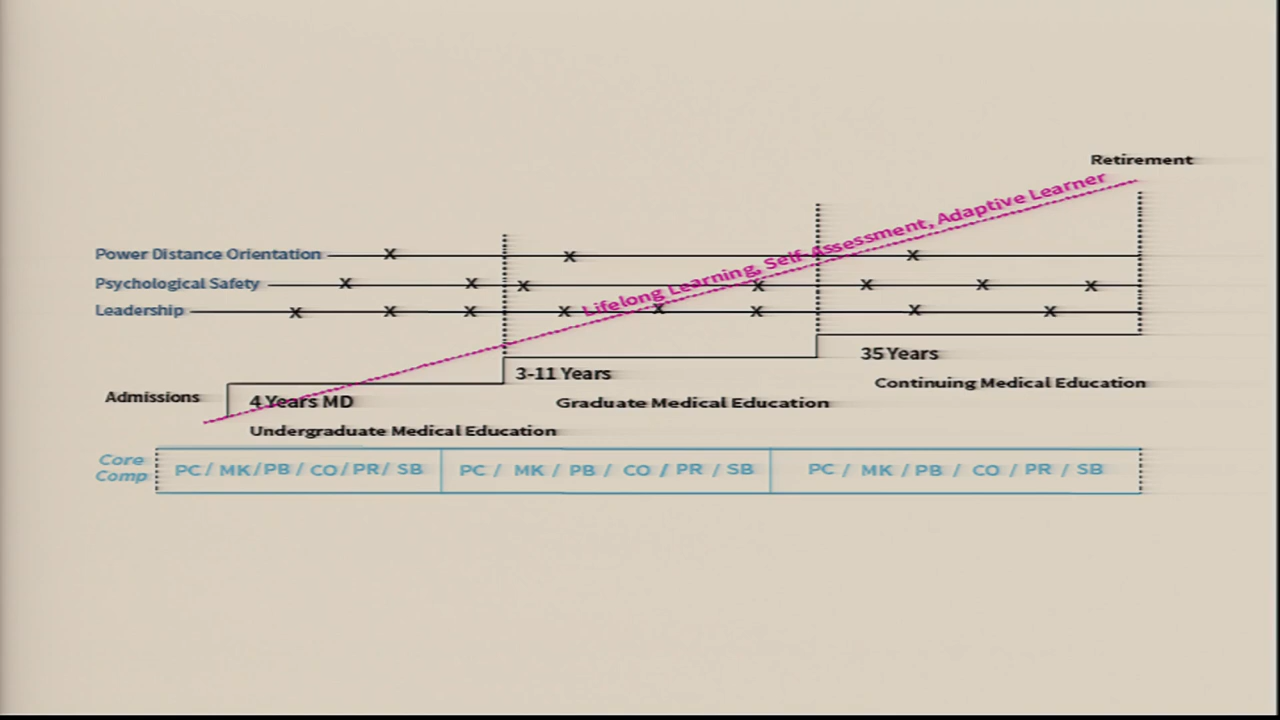 Retirement
Lifelong Learning, Self-Assessment, Adaptive Learner
Power Distance Orientation x x x
Psychological Safety x x x x x x x
Leadership x x x x x x x x
35 Years
Continuing Medical Education
3-11 Years
Graduate Medical Education
Admissions
4 Years MD
Undergraduate Medical Education
Core
Comp
PC / MK / PB / CO / PR / SB
PC / MK / PB / CO / PR / SB
PC / MK / PB / CO / PR / SB